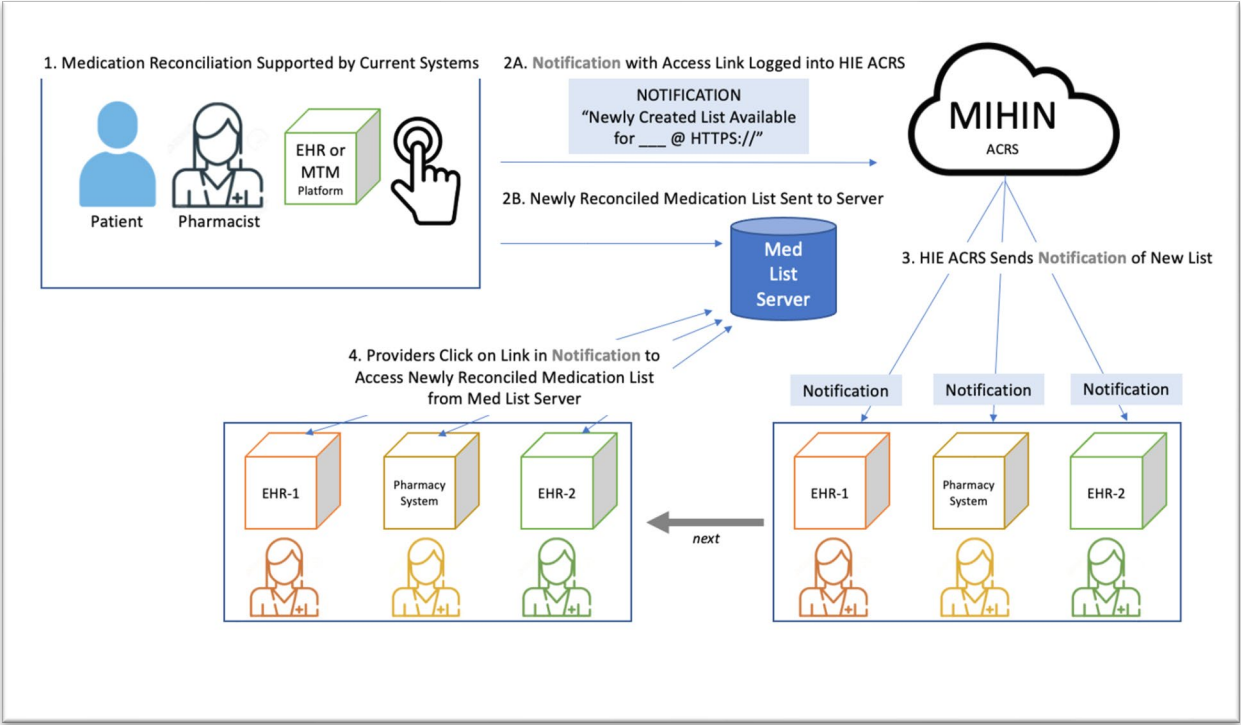 1. Medication Reconciliation Supported by Current Systems
Patient
Pharmacist
EHR or
MTM
Platform
2A. Notification with Access Link Logged into HIE ACRS
NOTIFICATION
“Newly Created List Available
for ___ @ HTTPS://”
MIHIN
ACRS
2B. Newly Reconciled Medication List Sent to Server
Med
List
Server
3. HIE ACRS Sends Notification of New List
Notification
Notification
Notification
EHR-1
Pharmacy
System
EHR-2
next
4. Providers Click on Link in Notification to
Access Newly Reconciled Medication List
from Med List Server
EHR-1
Pharmacy
System
EHR-2